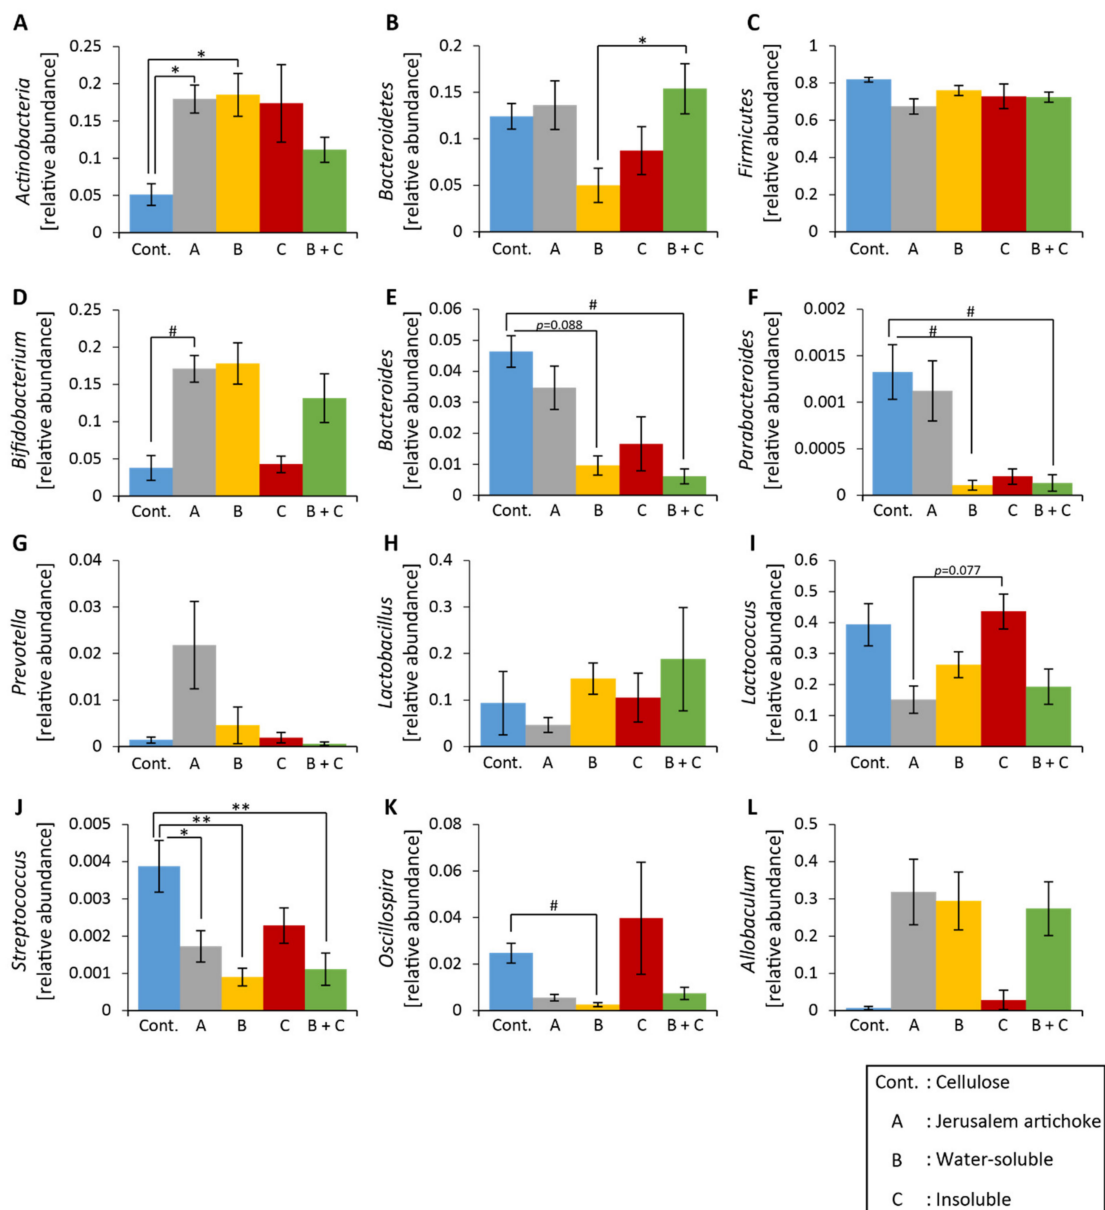 A
Actinobacteria
[relative abundance]
0.25
0.2
0.15
0.1
0.05
0
*
*
Cont. A B C B + C
B
Bacteroidetes
[relative abundance]
0.2
0.15
0.1
0.05
0
*
Cont. A B C B + C
C
Firmicutes
[relative abundance]
1
0.8
0.6
0.4
0.2
0
Cont. A B C B + C
D
Bifidobacterium
[relative abundance]
0.25
0.2
0.15
0.1
0.05
0
#
Cont. A B C B + C
E
Bacteroides
[relative abundance]
0.06
0.05
0.04
0.03
0.02
0.01
0
#
p=0.088
Cont. A B C B + C
F
Parabacteroides
[relative abundance]
0.002
0.0015
0.001
0.0005
0
#
#
Cont. A B C B + C
G
Prevotella
[relative abundance]
0.04
0.03
0.02
0.01
0
Cont. A B C B + C
H
Lactobacillus
[relative abundance]
0.4
0.3
0.2
0.1
0
Cont. A B C B + C
I
Lactococcus
[relative abundance]
0.6
0.5
0.4
0.3
0.2
0.1
0
p=0.077
Cont. A B C B + C
J
Streptococcus
[relative abundance]
0.005
0.004
0.003
0.002
0.001
0
**
**
*
Cont. A B C B + C
K
Oscillospira
[relative abundance]
0.08
0.06
0.04
0.02
0
#
Cont. A B C B + C
L
Allobaculum
[relative abundance]
0.5
0.4
0.3
0.2
0.1
0
Cont. A B C B + C
Cont. : Cellulose
A : Jerusalem artichoke
B : Water-soluble
C : Insoluble